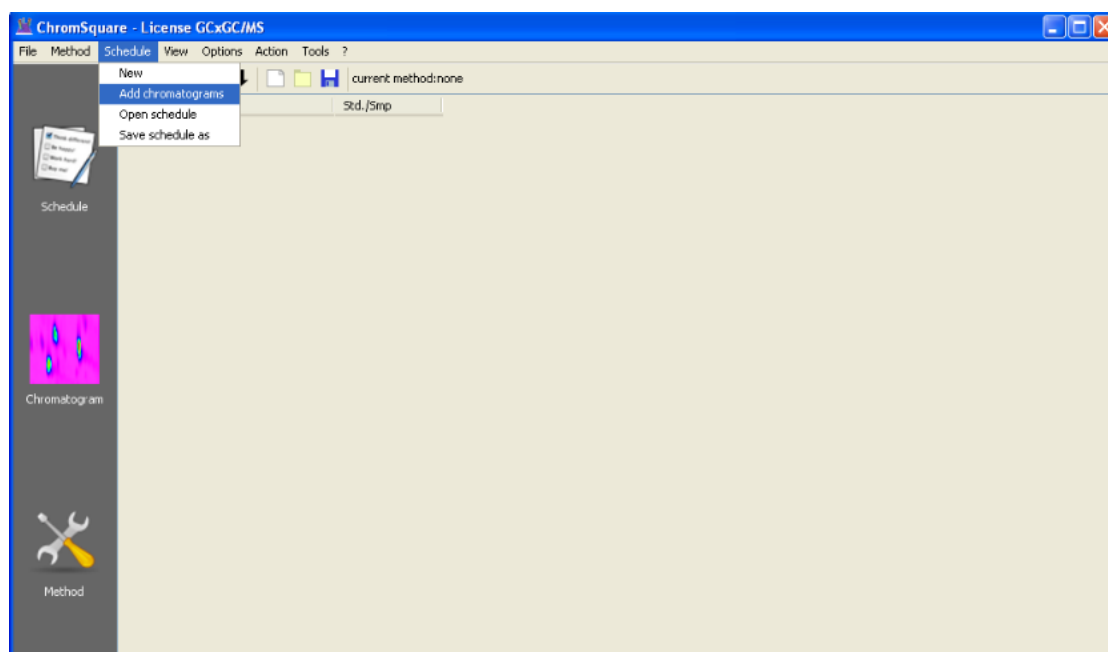 ChromSquare - License GCxGC/MS
File Method Schedule View Options Action Tools ?
New
Add chromatograms
Open schedule
Save schedule as
current method:none
Std./Smp
Schedule
Chromatogram
Method